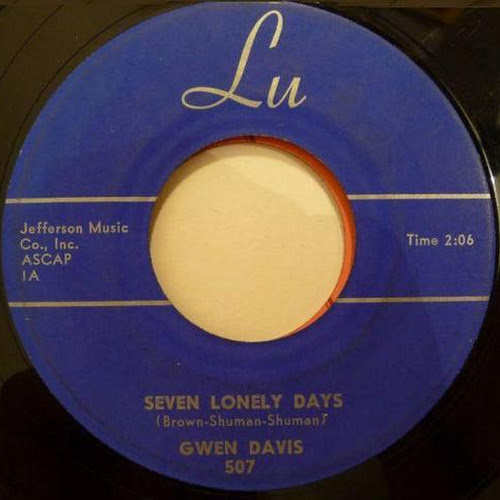 Lu
Jefferson Music
Co., Inc.
ASCAP
1A
Time 2:06
SEVEN LONELY DAYS
(Brown-Shuman-Shuman)
GWEN DAVIS
507